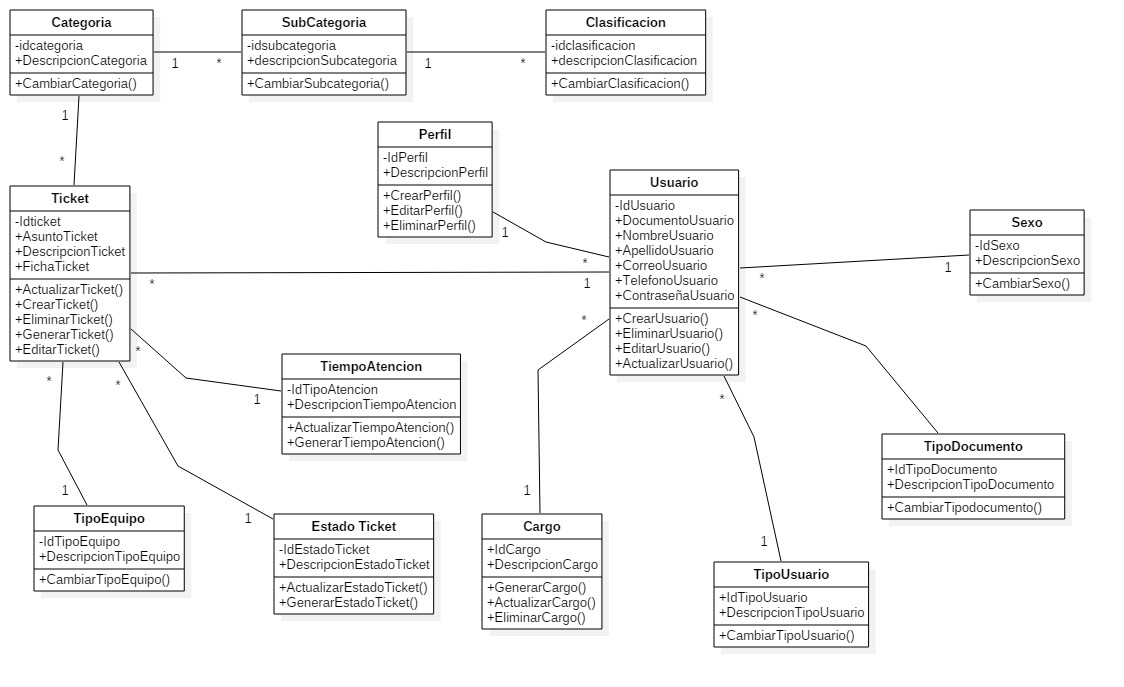 Categoria
-idcategoria
+DescripcionCategoria
+CambiarCategoria()
1
*
SubCategoria
-idsubcategoria
+descripcionSubcategoria
+CambiarSubcategoria()
1
*
Clasificacion
-idclasificacion
+descripcionClasificacion
+CambiarClasificacion()
1
*
Perfil
-IdPerfil
+DescripcionPerfil
+CrearPerfil()
+EditarPerfil()
+EliminarPerfil()
1
*
Ticket
-Idticket
+AsuntoTicket
+DescripcionTicket
+FichaTicket
+ActualizarTicket()
+CrearTicket()
+EliminarTicket()
+GenerarTicket()
+EditarTicket()
*
1
Usuario
-IdUsuario
+DocumentoUsuario
+NombreUsuario
+ApellidoUsuario
+CorreoUsuario
+TelefonoUsuario
+ContraseñaUsuario
+CrearUsuario()
+EliminarUsuario()
+EditarUsuario()
+ActualizarUsuario()
*
1
Sexo
-IdSexo
+DescripcionSexo
+CambiarSexo()
*
*
*
1
TiempoAtencion
-IdTipoAtencion
+DescripcionTiempoAtencion
+ActualizarTiempoAtencion()
+GenerarTiempoAtencion()
*
*
*
TipoDocumento
+IdTipoDocumento
+DescripcionTipoDocumento
+CambiarTipodocumento()
1
TipoEquipo
-IdTipoEquipo
+DescripcionTipoEquipo
+CambiarTipoEquipo()
1
Estado Ticket
-IdEstadoTicket
+DescripcionEstadoTicket
+ActualizarEstadoTicket()
+GenerarEstadoTicket()
1
Cargo
+IdCargo
+DescripcionCargo
+GenerarCargo()
+ActualizarCargo()
+EliminarCargo()
1
TipoUsuario
+IdTipoUsuario
+DescripcionTipoUsuario
+CambiarTipoUsuario()